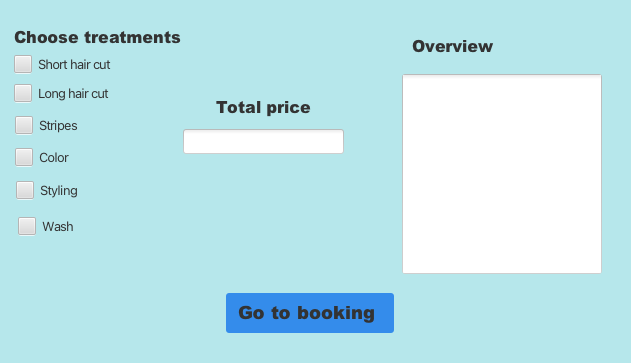 Choose treatments
Short hair cut
Long hair cut
Stripes
Color
Styling
Wash
Total price
Overview
Go to booking